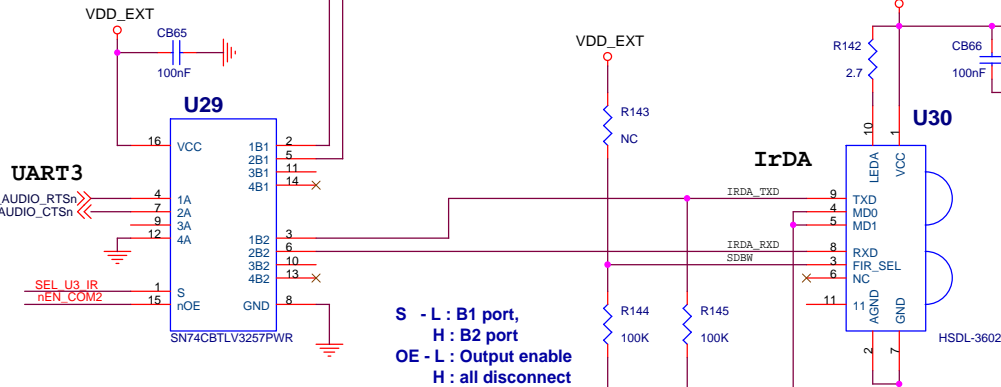 VDD_EXT
CB65
100nF
U29
16
VCC
1B1
2
2B1
5
3B1
11
4B1
14
UART3
_AUDIO_RTSn
4
1A
AUDIO_CTSn
7
2A
9
3A
12
4A
1B2
3
2B2
6
3B2
10
4B2
13
SEL_U3_IR
1
S
nEN_COM2
15
nOE
GND
8
SN74CBTLV3257PWR
S - L : B1 port,
H : B2 port
OE - L : Output enable
H : all disconnect
VDD_EXT
R143
NC
R144
100K
R145
100K
IRDA_TXD
IRDA_RXD
SDBW
IrDA
R142
2.7
CB66
100nF
U30
10
1
LEDA
VCC
9
TXD
4
MD0
5
MD1
8
RXD
3
FIR_SEL
6
NC
11
11
AGND
GND
2
7
HSDL-3602